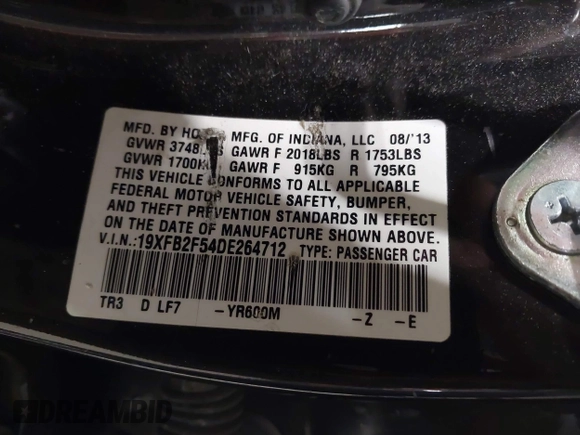 MFD. BY HO MFG. OF INDIANA, LLC 08/'13
GVWR 3748 GAWR F 2018LBS R 1753LBS
GVWR 1700KG GAWR F 915KG R 795KG
THIS VEHICLE CONFORMS TO ALL APPLICABLE
FEDERAL MOTOR VEHICLE SAFETY, BUMPER,
AND THEFT PREVENTION STANDARDS IN EFFECT
ON THE DATE OF MANUFACTURE SHOWN ABOVE.
V.I.N.:19XFB2F54DE264712 TYPE: PASSENGER CAR
TR3 D LF7 -YR600M -Z -E
DREAMBID